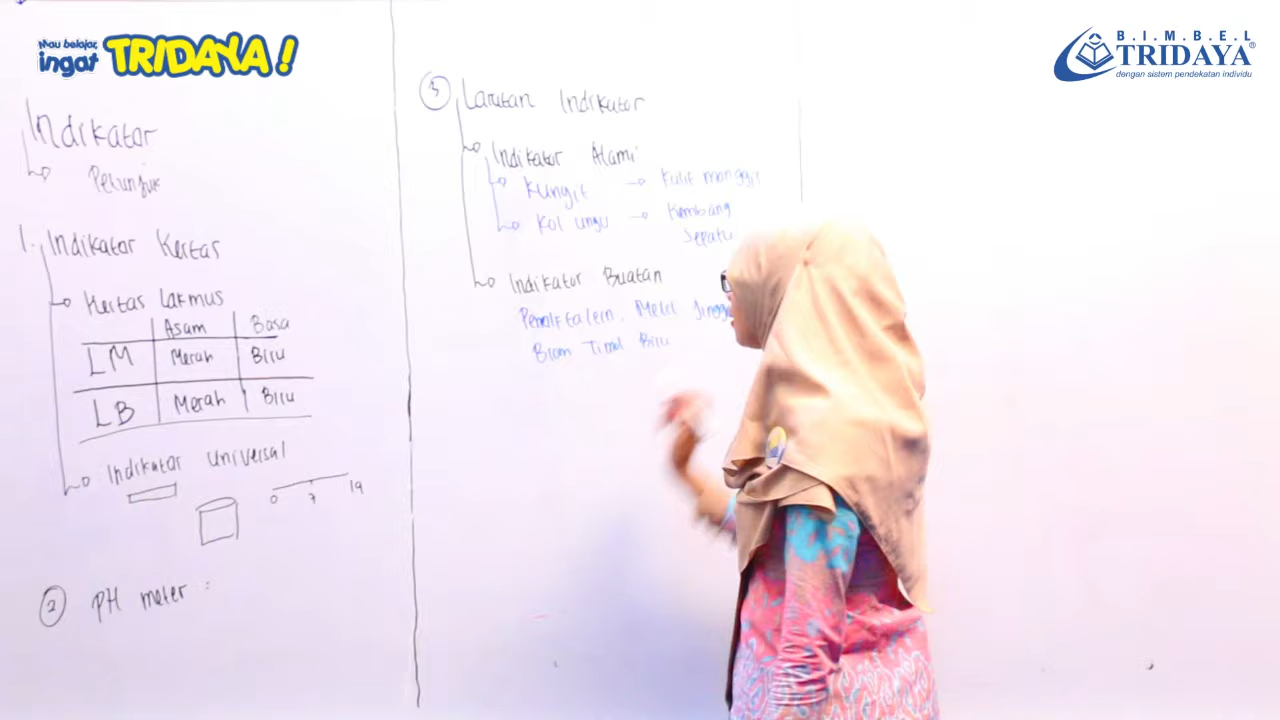 Mau belajar,
ingat TRIDAYA!
B.I.M.B.E.L
TRIDAYA®
dengan sistem pendekatan individu
Indikator
Petunjuk
1. Indikator Kertas
Kertas Lakmus
Asam Basa
LM Merah Biru
LB Merah Biru
Indikator Universal
0 7 14
2 PH meter :
3 Larutan Indikator
Indikator Alami
Kunyit → Kulit manggis
Kol ungu → Kembang
Sepatu
Indikator Buatan
Metil Jingga
Brom Timol Biru